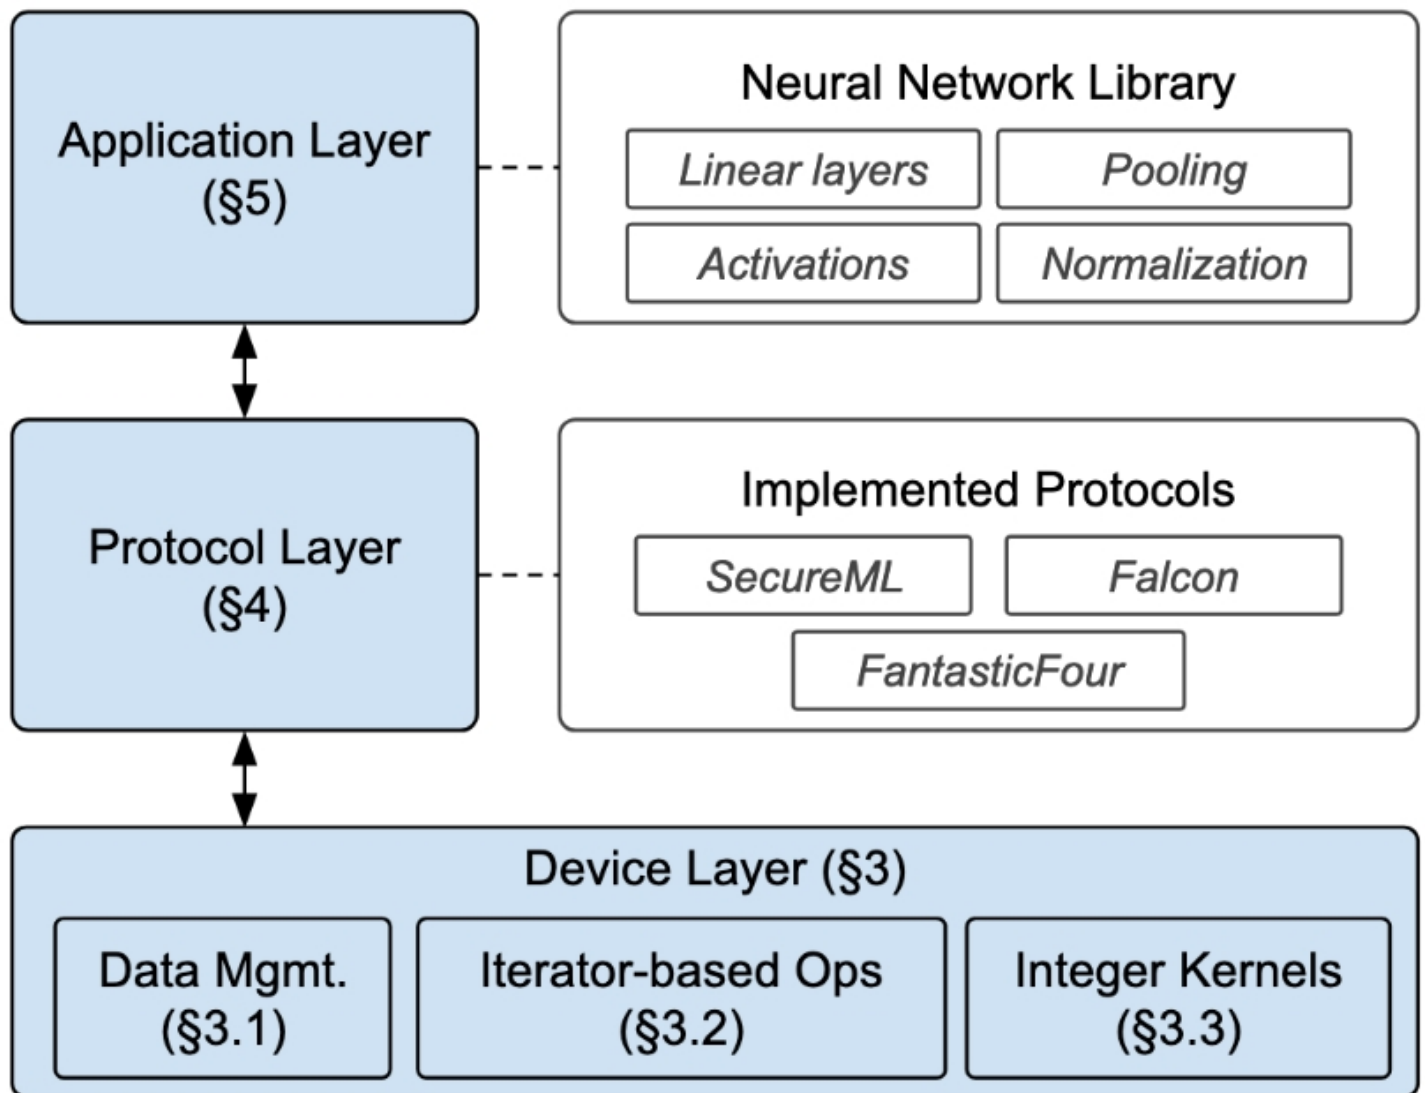 Application Layer
(§5)
Neural Network Library
Linear layers
Pooling
Activations
Normalization
Protocol Layer
(§4)
Implemented Protocols
SecureML
Falcon
FantasticFour
Device Layer (§3)
Data Mgmt.
(§3.1)
Iterator-based Ops
(§3.2)
Integer Kernels
(§3.3)